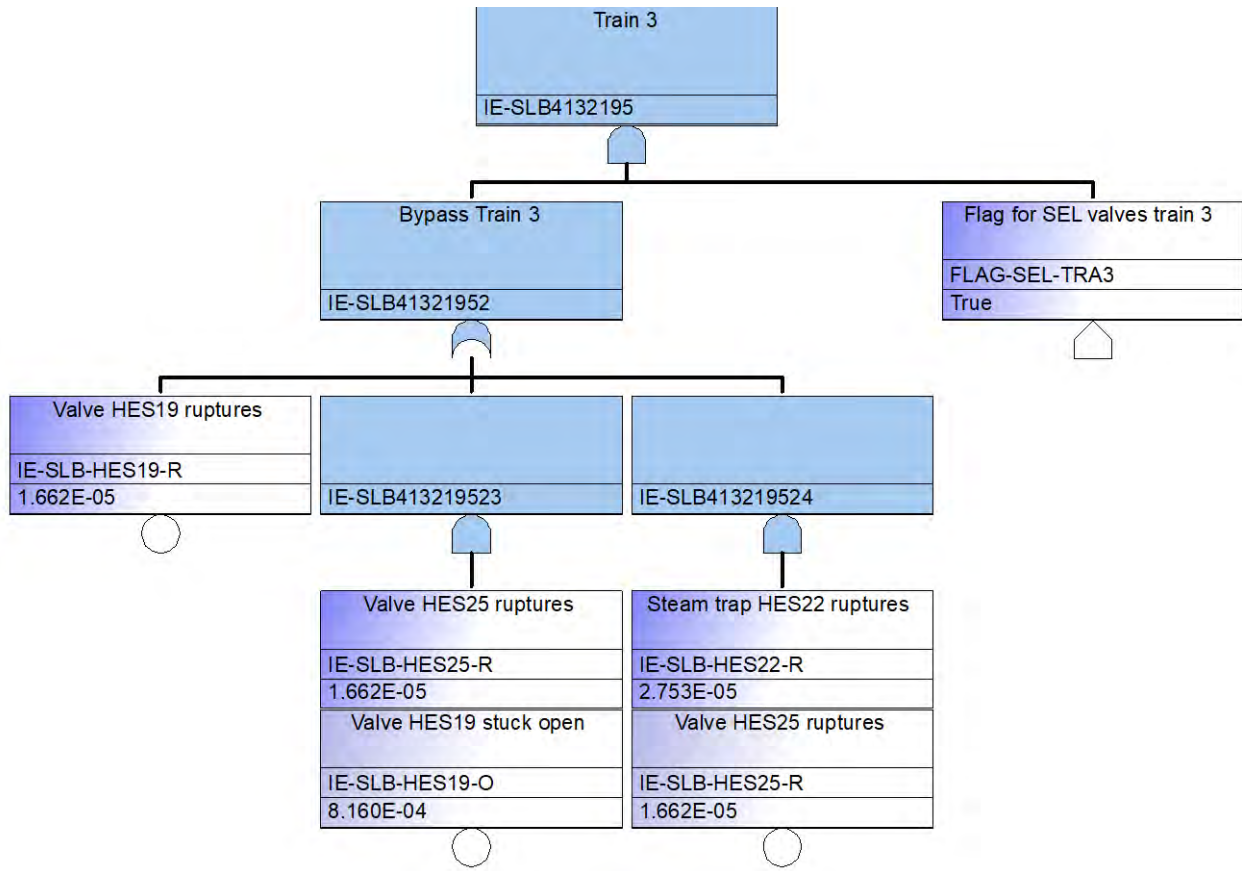 Train 3
IE-SLB4132195
Bypass Train 3
IE-SLB41321952
Flag for SEL valves train 3
FLAG-SEL-TRA3
True
Valve HES19 ruptures
IE-SLB-HES19-R
1.662E-05
IE-SLB413219523
IE-SLB413219524
Valve HES25 ruptures
IE-SLB-HES25-R
1.662E-05
Valve HES19 stuck open
IE-SLB-HES19-O
8.160E-04
Steam trap HES22 ruptures
IE-SLB-HES22-R
2.753E-05
Valve HES25 ruptures
IE-SLB-HES25-R
1.662E-05